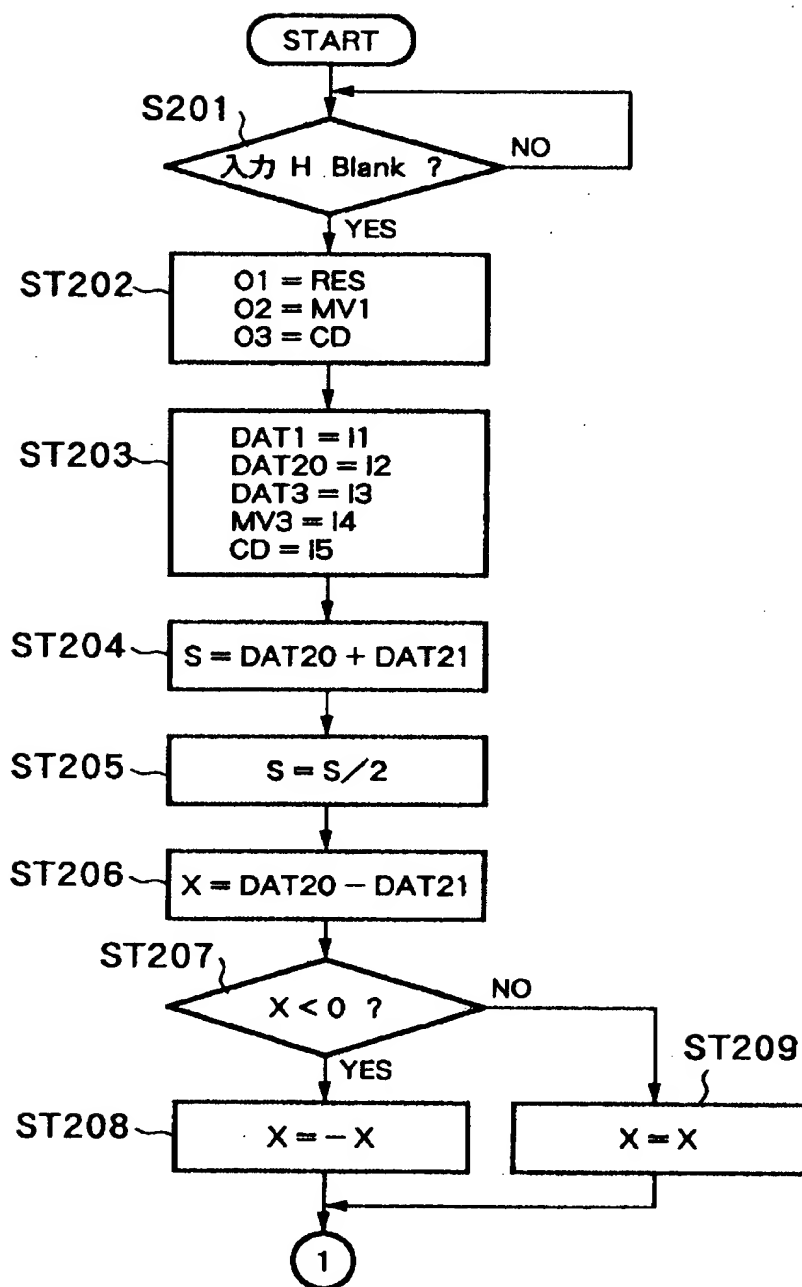 START
S201
入力 H Blank ?
NO
YES
ST202
O1 = RES
O2 = MV1
O3 = CD
ST203
DAT1 = I1
DAT20 = I2
DAT3 = I3
MV3 = I4
CD = I5
ST204
S = DAT20 + DAT21
ST205
S = S/2
ST206
X = DAT20 − DAT21
ST207
X < 0 ?
NO
YES
ST208
X = − X
ST209
X = X
1